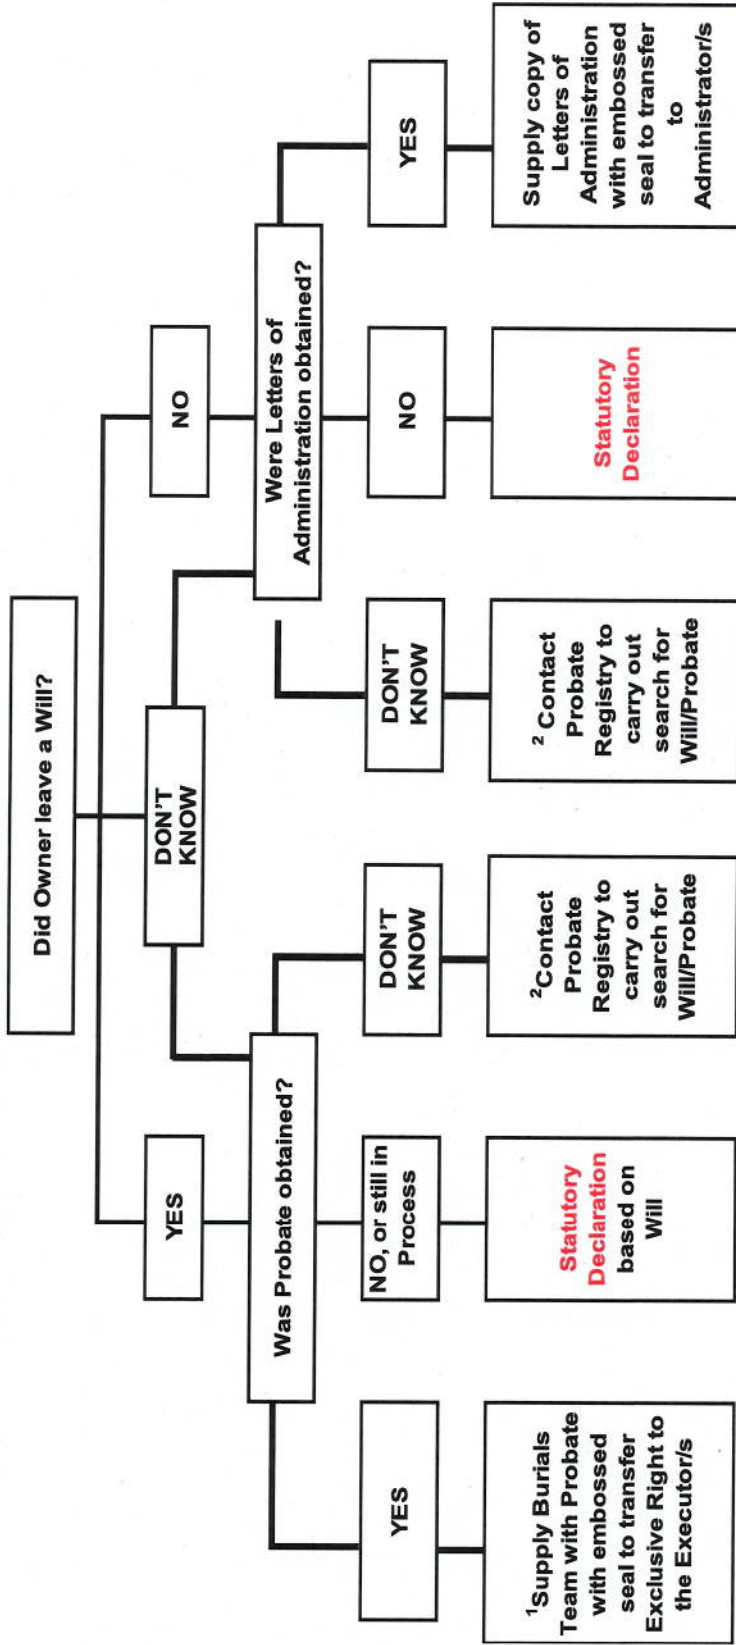 Did Owner leave a Will?
YES
DON'T
KNOW
NO
Was Probate obtained?
Were Letters of
Administration obtained?
YES
NO, or still in
Process
DON'T
KNOW
DON'T
KNOW
NO
YES
¹Supply Burials
Team with Probate
with embossed
seal to transfer
Exclusive Right to
the Executor/s
Statutory
Declaration
based on
Will
²Contact
Probate
Registry to
carry out
search for
Will/Probate
² Contact
Probate
Registry to
carry out
search for
Will/Probate
Statutory
Declaration
Supply copy of
Letters of
Administration
with embossed
seal to transfer
to
Administrator/s